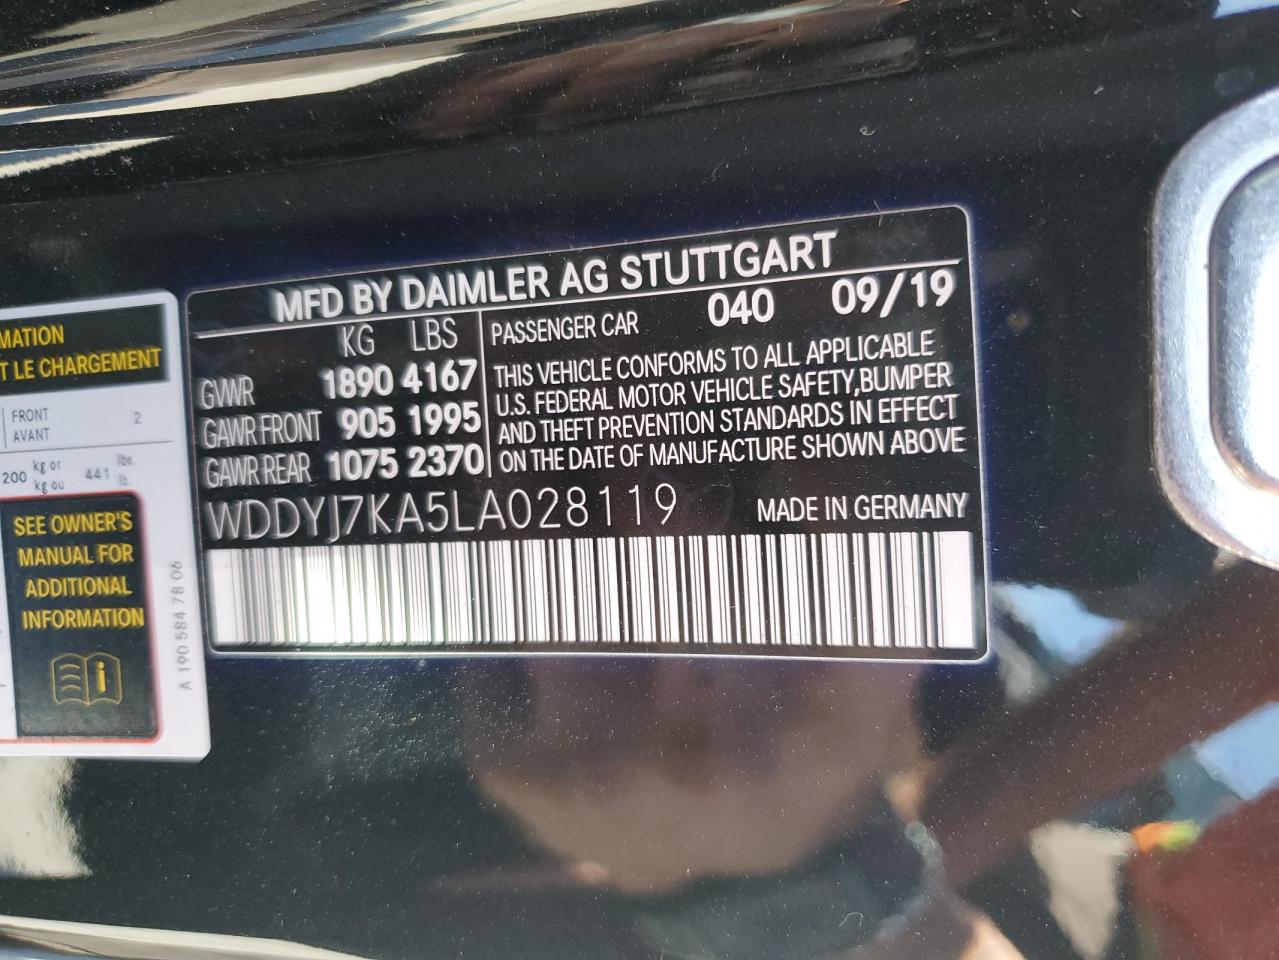 MATION
T LE CHARGEMENT
FRONT 2
AVANT
200 kg or 441 lbs.
kg ou lb.
SEE OWNER'S
MANUAL FOR
ADDITIONAL
INFORMATION
A 190 584 78 06
MFD BY DAIMLER AG STUTTGART
KG LBS
GVWR 1890 4167
GAWR FRONT 905 1995
GAWR REAR 1075 2370
PASSENGER CAR 040 09/19
THIS VEHICLE CONFORMS TO ALL APPLICABLE
U.S. FEDERAL MOTOR VEHICLE SAFETY,BUMPER
AND THEFT PREVENTION STANDARDS IN EFFECT
ON THE DATE OF MANUFACTURE SHOWN ABOVE
WDDYJ7KA5LA028119 MADE IN GERMANY